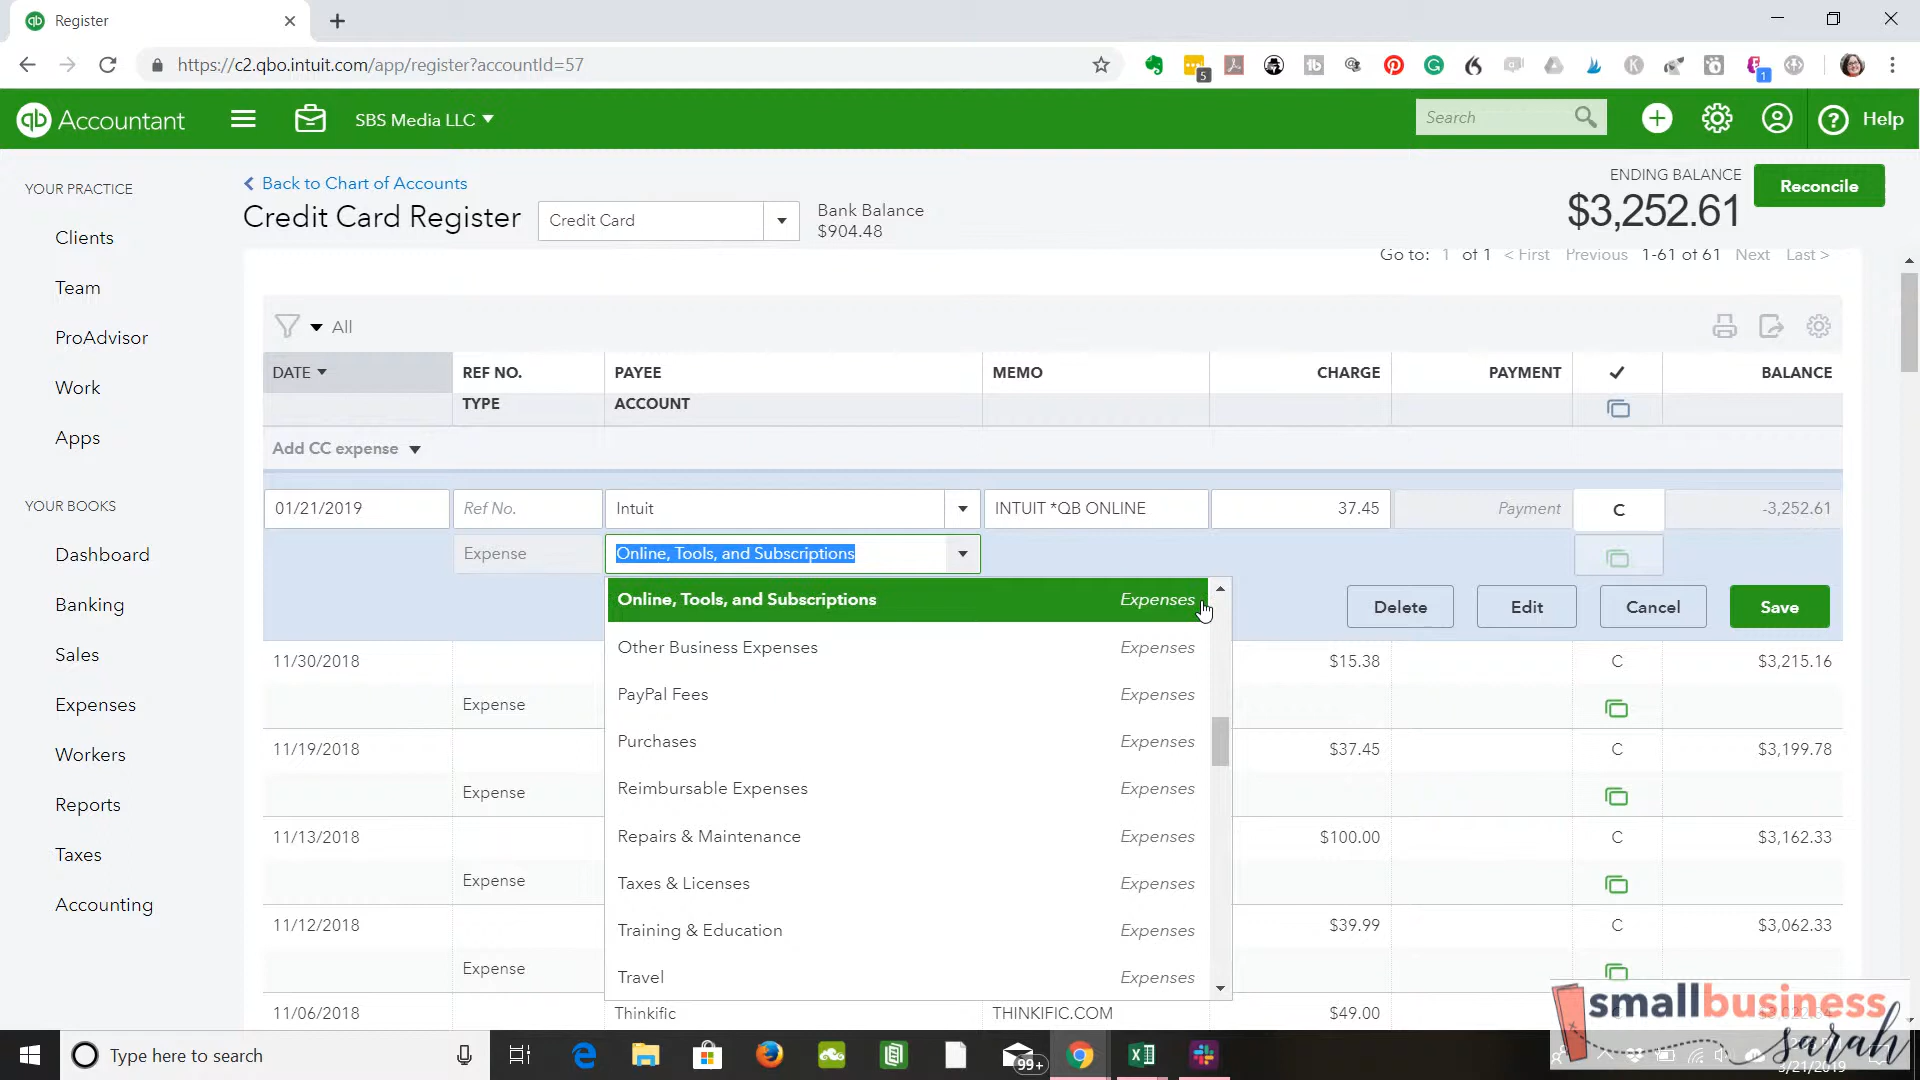 Register
https://c2.qbo.intuit.com/app/register?accountId=57
5
1
qb Accountant
SBS Media LLC
Search
Help
YOUR PRACTICE
Clients
Team
ProAdvisor
Work
Apps
YOUR BOOKS
Dashboard
Banking
Sales
Expenses
Workers
Reports
Taxes
Accounting
Back to Chart of Accounts
Credit Card Register
Credit Card
Bank Balance
$904.48
ENDING BALANCE
$3,252.61
Reconcile
Go to: 1 of 1 < First Previous 1-61 of 61 Next Last >
All
DATE REF NO. PAYEE MEMO CHARGE PAYMENT BALANCE
TYPE ACCOUNT
Add CC expense
01/21/2019 Ref No. Intuit INTUIT *QB ONLINE 37.45 Payment C -3,252.61
Expense Online, Tools, and Subscriptions
Online, Tools, and Subscriptions Expenses
Other Business Expenses Expenses
PayPal Fees Expenses
Purchases Expenses
Reimbursable Expenses Expenses
Repairs & Maintenance Expenses
Taxes & Licenses Expenses
Training & Education Expenses
Travel Expenses
Delete Edit Cancel Save
11/30/2018 $15.38 C $3,215.16
Expense
11/19/2018 $37.45 C $3,199.78
Expense
11/13/2018 $100.00 C $3,162.33
Expense
11/12/2018 $39.99 C $3,062.33
Expense
11/06/2018 Thinkific THINKIFIC.COM $49.00
smallbusiness
sarah
Type here to search
99+
3/21/2019